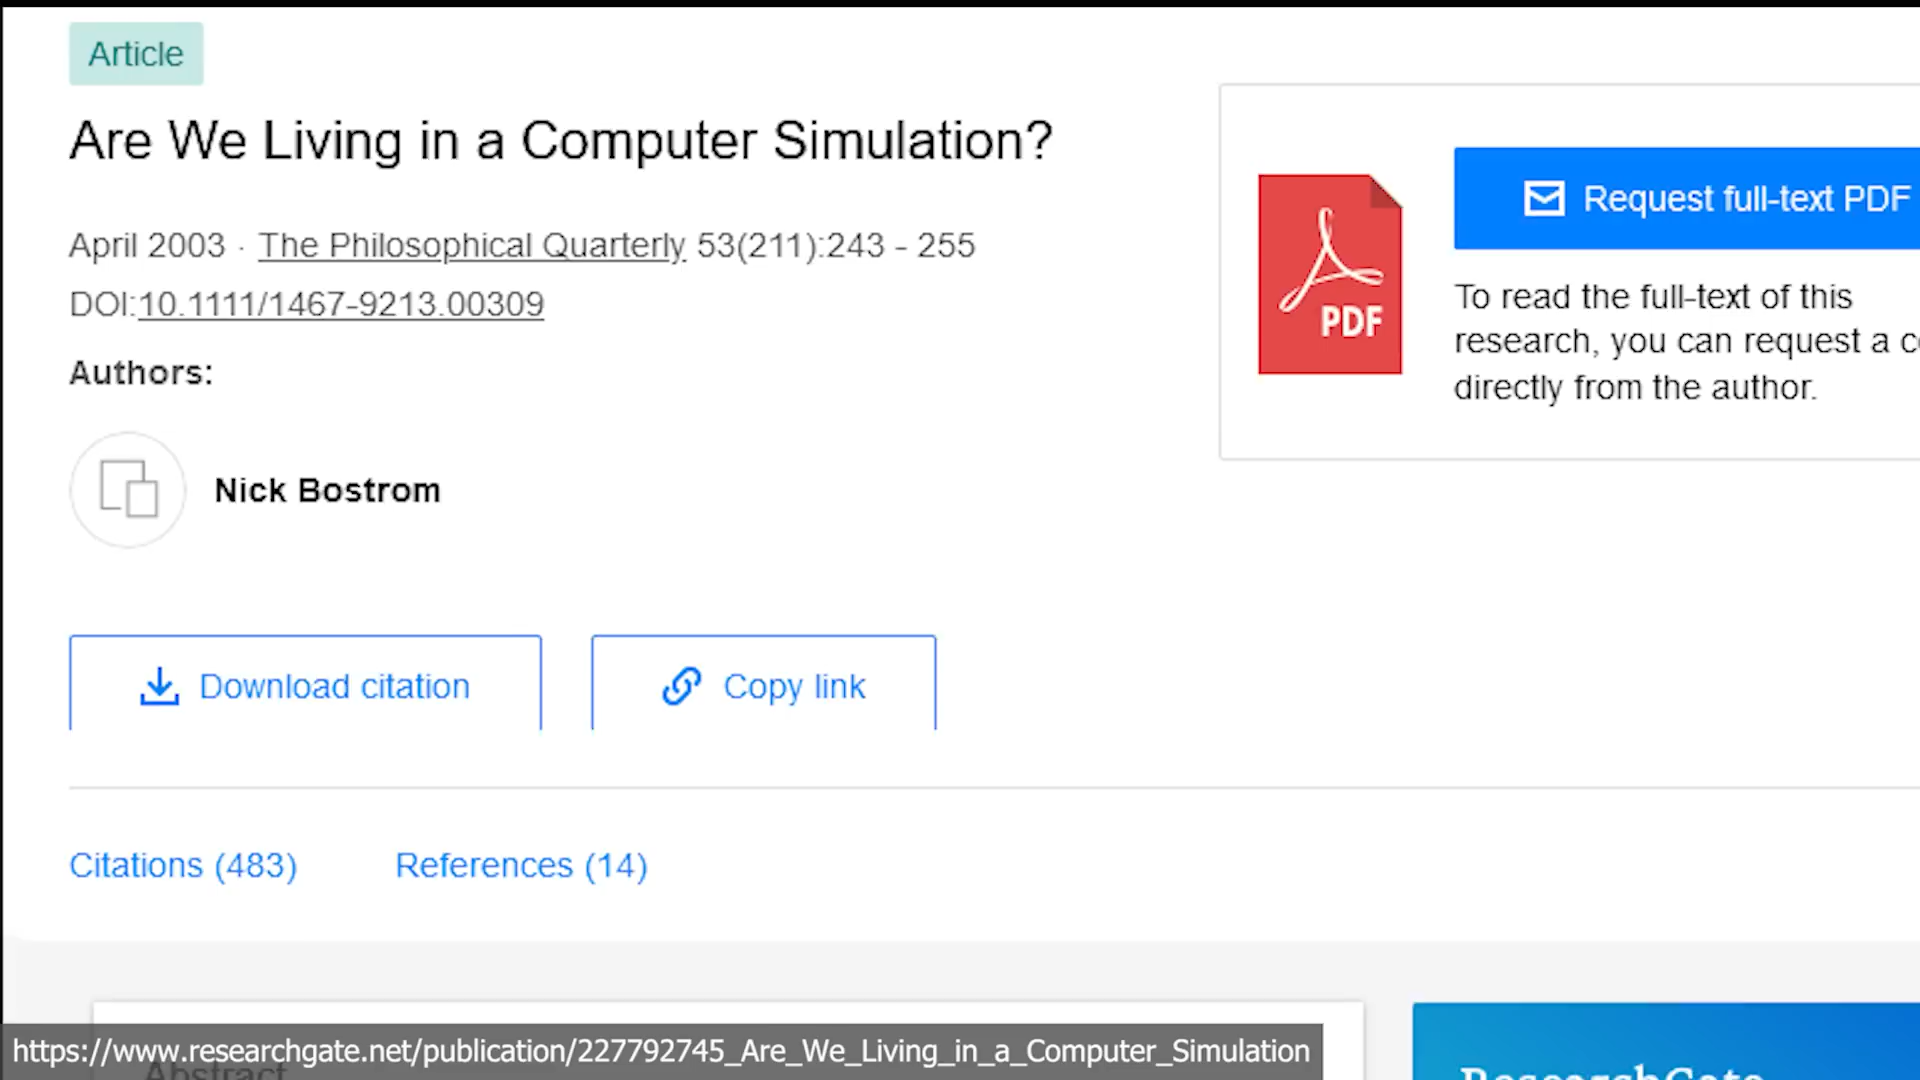 Article
Are We Living in a Computer Simulation?
April 2003 · The Philosophical Quarterly 53(211):243 - 255
DOI:10.1111/1467-9213.00309
Authors:
Nick Bostrom
Download citation
Copy link
Citations (483)
References (14)
PDF
Request full-text PDF
To read the full-text of this
research, you can request a
directly from the author.
Abstract
ResearchGate
https://www.researchgate.net/publication/227792745_Are_We_Living_in_a_Computer_Simulation